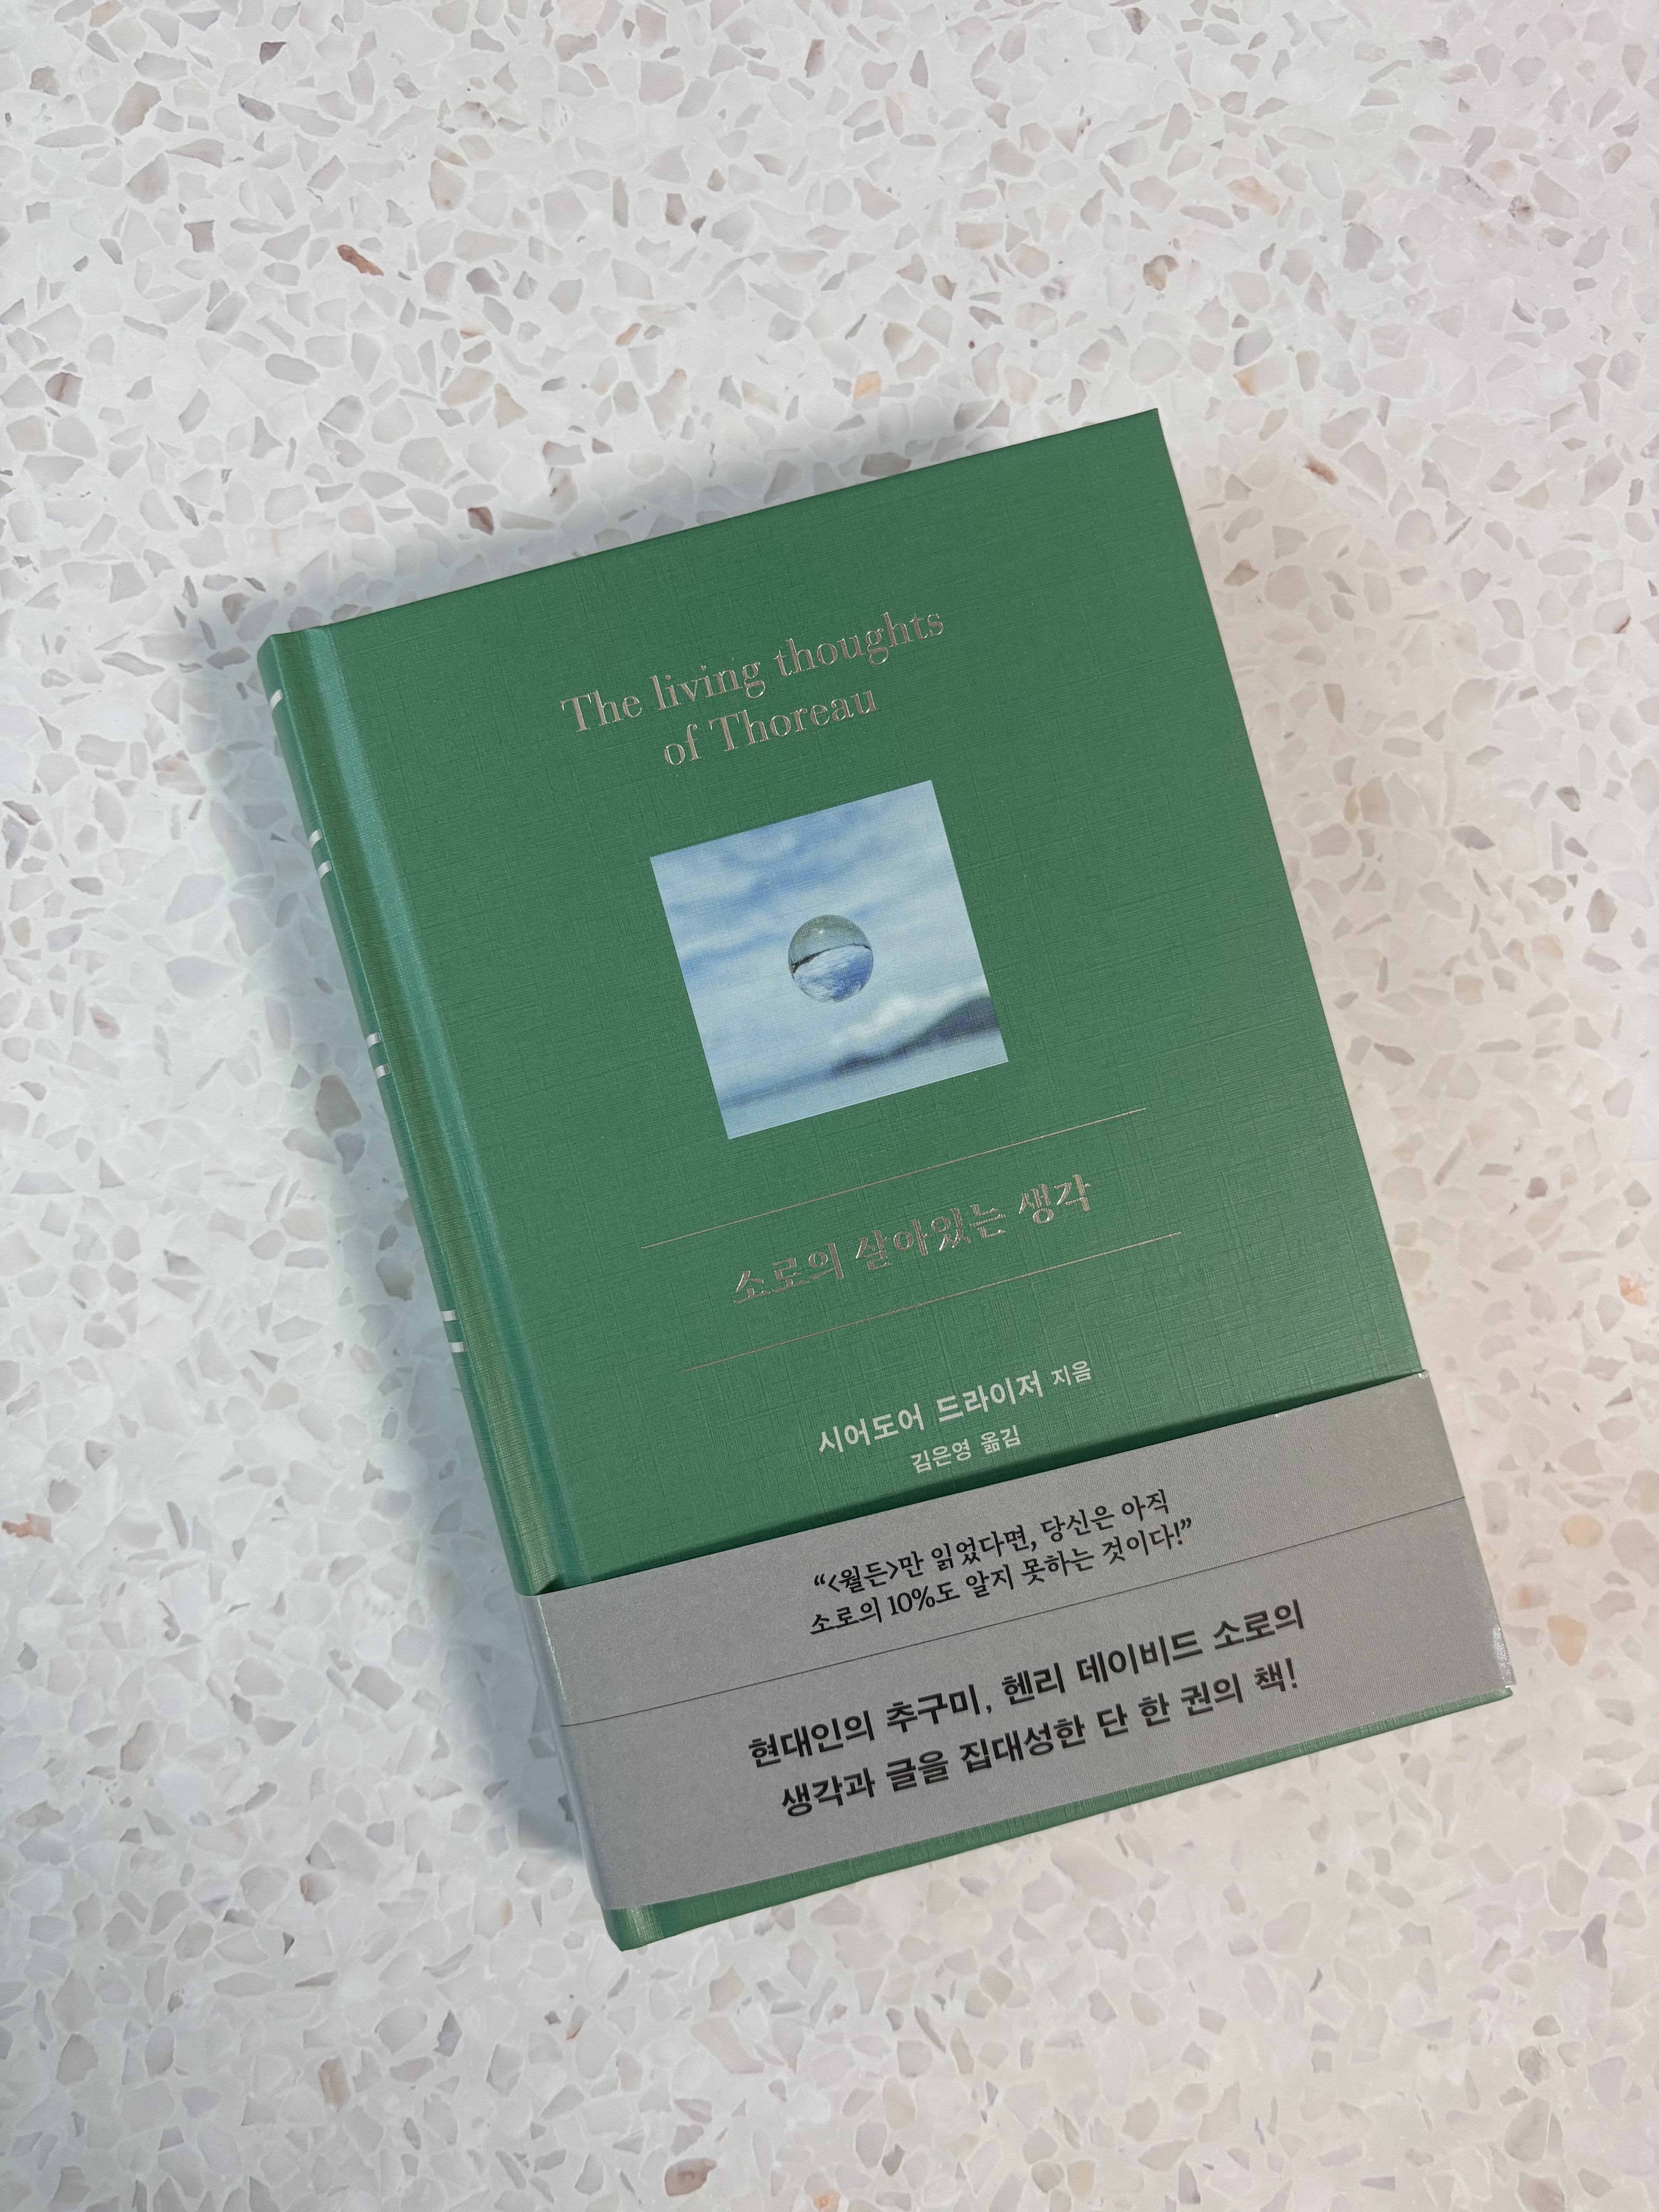 The living thoughts
of Thoreau
소로의 살아있는 생각
시어도어 드라이저 지음
김은영 옮김
“<월든>만 읽었다면, 당신은 아직
소로의 10%도 알지 못하는 것이다!”
현대인의 추구미, 헨리 데이비드 소로의
생각과 글을 집대성한 단 한 권의 책!